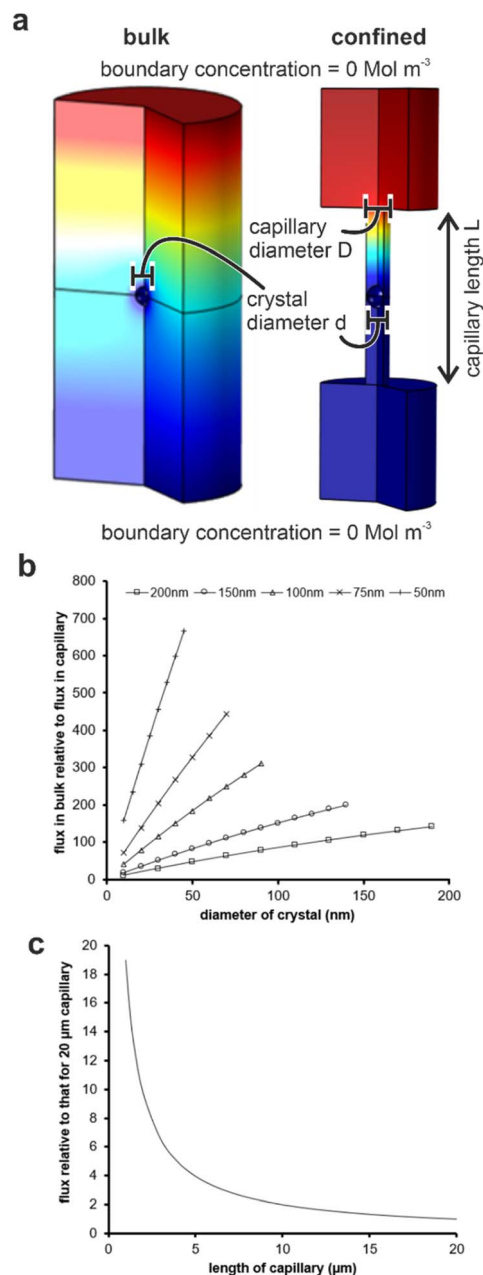 a
bulk
confined
boundary concentration = 0 Mol m⁻³
capillary
diameter D
crystal
diameter d
capillary length L
boundary concentration = 0 Mol m⁻³
b
800
700
600
500
400
300
200
100
0
flux in bulk relative to flux in capillary
200nm 150nm 100nm 75nm 50nm
0 50 100 150 200
diameter of crystal (nm)
c
20
18
16
14
12
10
8
6
4
2
0
flux relative to that for 20 µm capillary
0 5 10 15 20
length of capillary (µm)